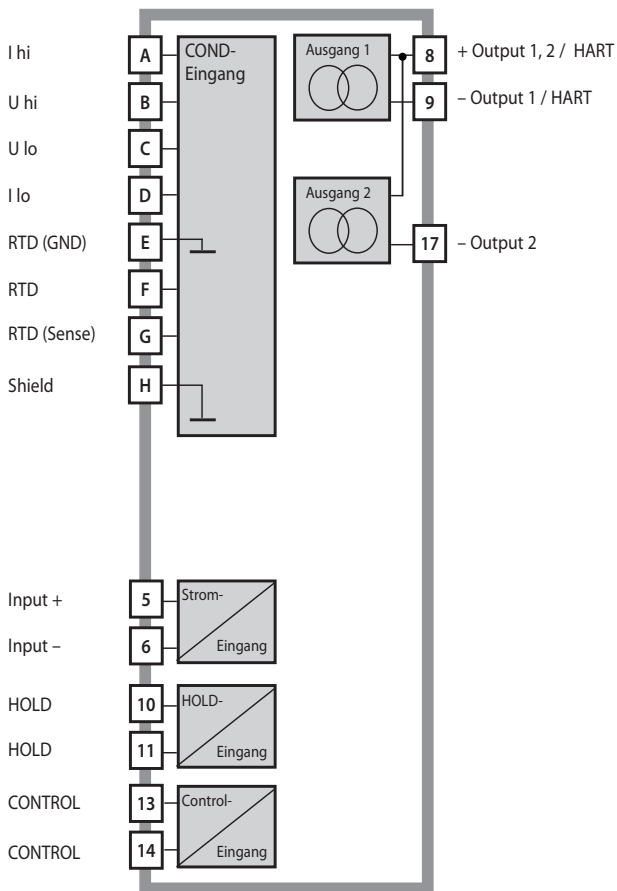 I hi
A
COND-
Eingang
U hi
B
U lo
C
I lo
D
RTD (GND)
E
RTD
F
RTD (Sense)
G
Shield
H
Ausgang 1
8
+ Output 1, 2 / HART
9
– Output 1 / HART
Ausgang 2
17
– Output 2
Input +
5
Strom-
Input –
6
Eingang
HOLD
10
HOLD-
HOLD
11
Eingang
CONTROL
13
Control-
CONTROL
14
Eingang